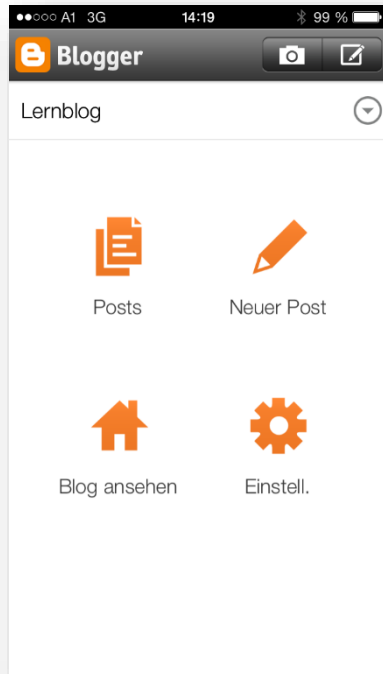 A1 3G 14:19 99 %
Blogger
Lernblog
Posts Neuer Post
Blog ansehen Einstell.